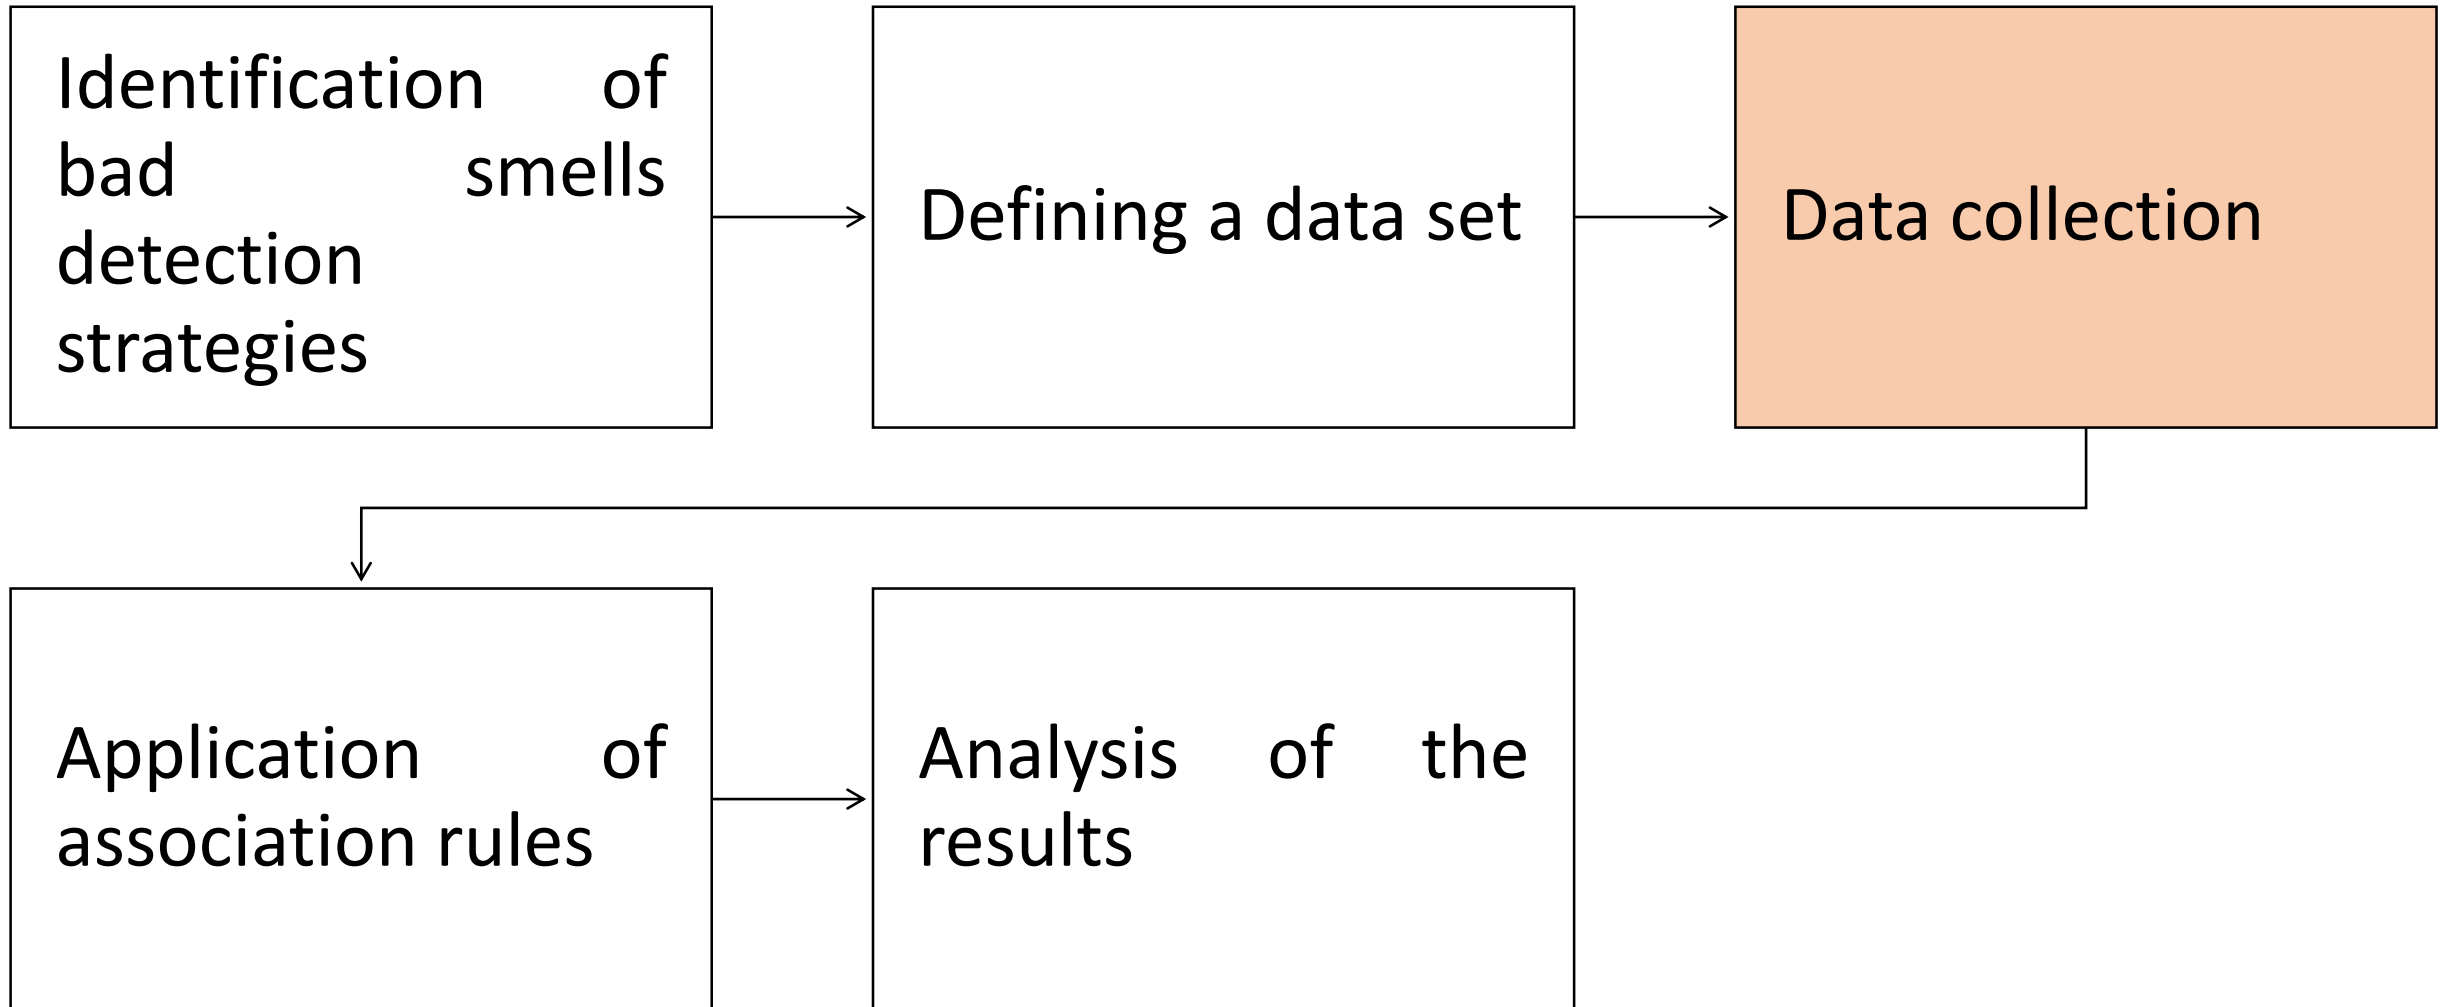 Identification of
bad smells
detection
strategies
Defining a data set
Data collection
Application of
association rules
Analysis of the
results